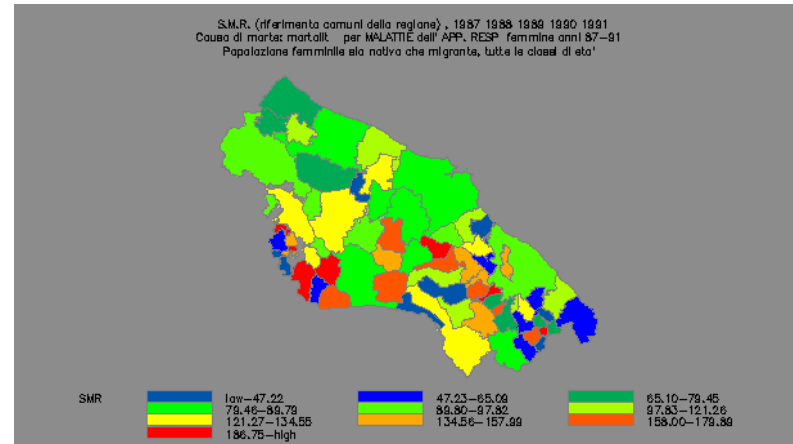 S.M.R. (riferimento comuni della regione) , 1987 1988 1989 1990 1991
Causa di morte: mortalit per MALATTIE dell' APP. RESP femmine anni 87-91
Popolazione femminile sia nativa che migrante, tutte le classi di eta'
SMR low-47.22 47.23-65.09 65.10-79.45
79.46-89.79 89.80-97.82 97.83-121.26
121.27-134.55 134.56-157.99 158.00-179.89
186.75-high